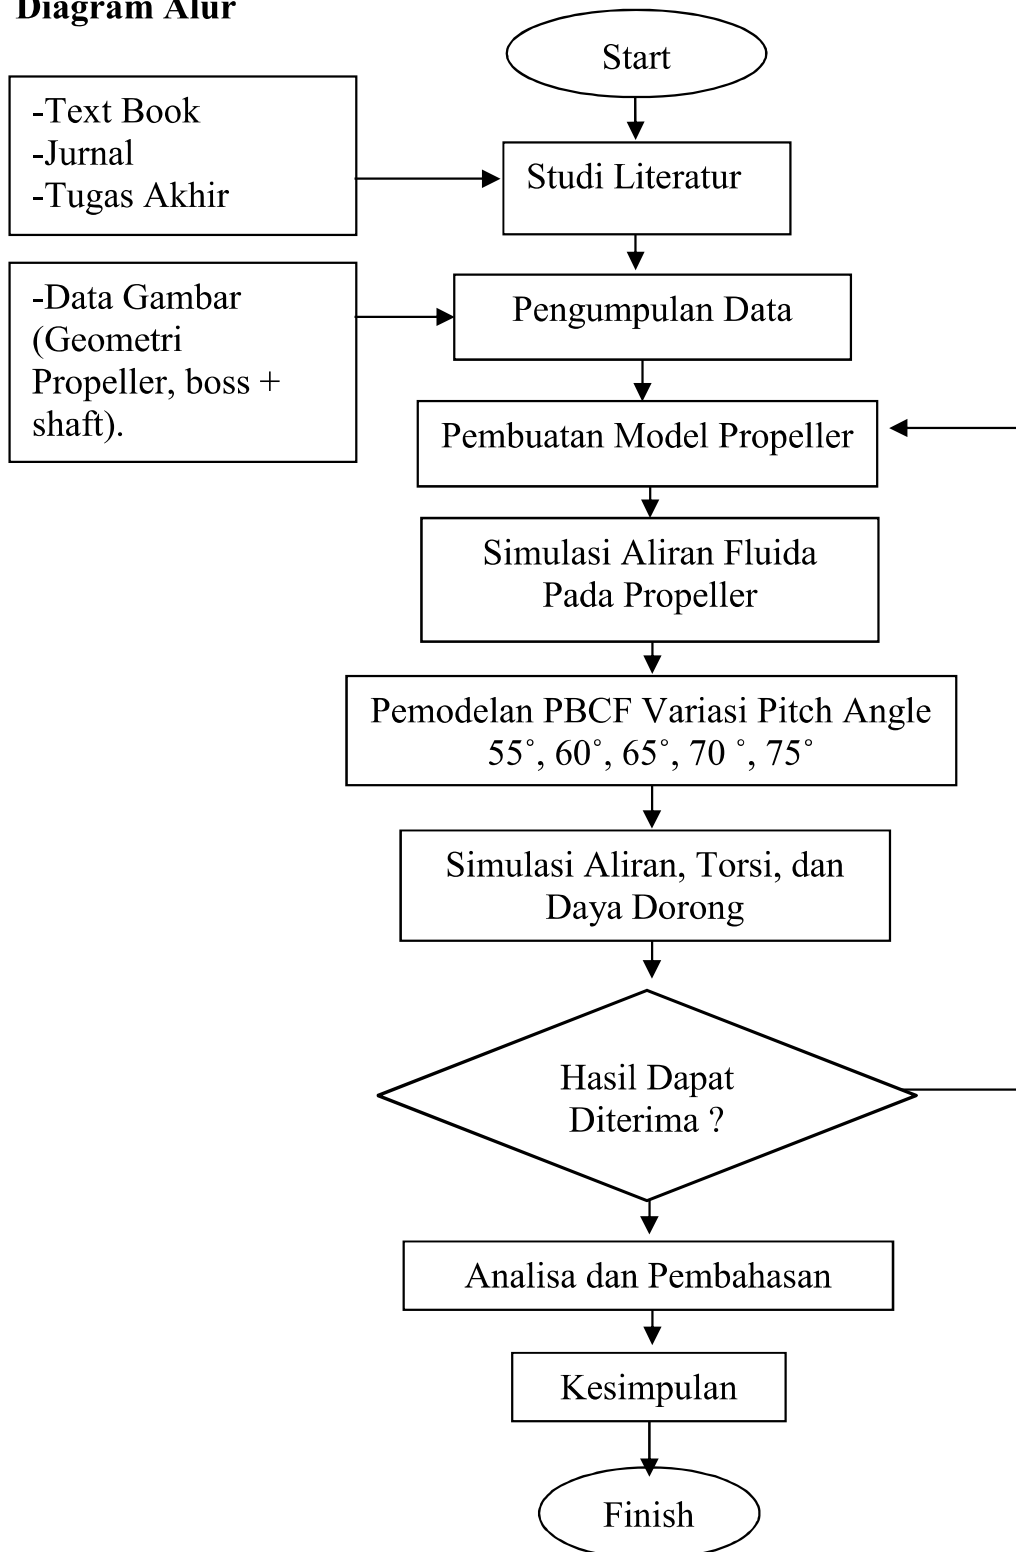 Diagram Alur
Start
-Text Book
-Jurnal
-Tugas Akhir
Studi Literatur
-Data Gambar
(Geometri
Propeller, boss +
shaft).
Pengumpulan Data
Pembuatan Model Propeller
Simulasi Aliran Fluida
Pada Propeller
Pemodelan PBCF Variasi Pitch Angle
55˚, 60˚, 65˚, 70 ˚, 75˚
Simulasi Aliran, Torsi, dan
Daya Dorong
Hasil Dapat
Diterima ?
Analisa dan Pembahasan
Kesimpulan
Finish